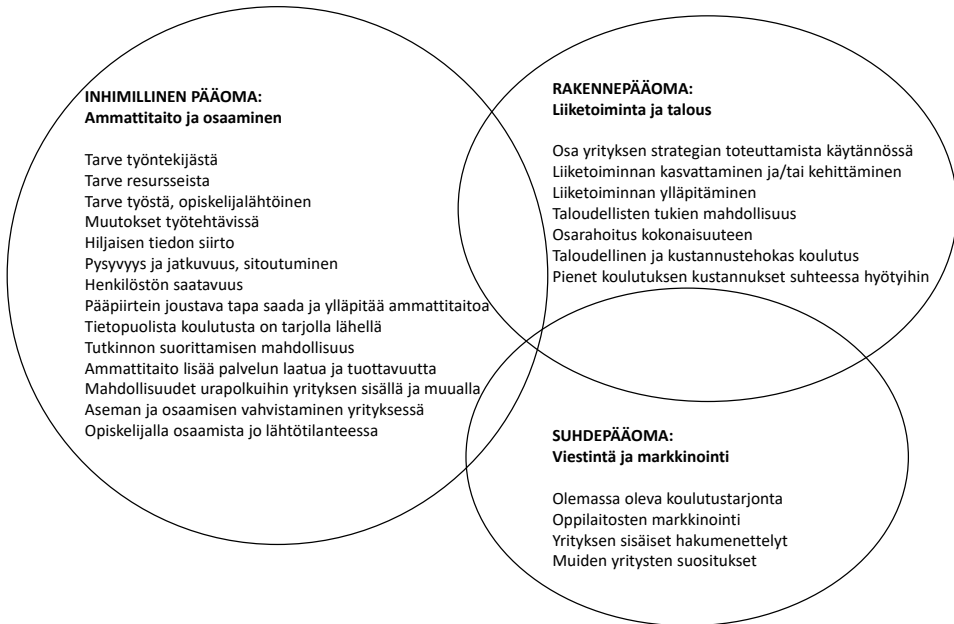 INHIMILLINEN PÄÄOMA:
Ammattitaito ja osaaminen
Tarve työntekijästä
Tarve resursseista
Tarve työstä, opiskelijalähtöinen
Muutokset työtehtävissä
Hiljaisen tiedon siirto
Pysyvyys ja jatkuvuus, sitoutuminen
Henkilöstön saatavuus
Pääpiirtein joustava tapa saada ja ylläpitää ammattitaitoa
Tietopuolista koulutusta on tarjolla lähellä
Tutkinnon suorittamisen mahdollisuus
Ammattitaito lisää palvelun laatua ja tuottavuutta
Mahdollisuudet urapolkuihin yrityksen sisällä ja muualla
Aseman ja osaamisen vahvistaminen yrityksessä
Opiskelijalla osaamista jo lähtötilanteessa
RAKENNEPÄÄOMA:
Liiketoiminta ja talous
Osa yrityksen strategian toteuttamista käytännössä
Liiketoiminnan kasvattaminen ja/tai kehittäminen
Liiketoiminnan ylläpitäminen
Taloudellisten tukien mahdollisuus
Osarahoitus kokonaisuuteen
Taloudellinen ja kustannustehokas koulutus
Pienet koulutuksen kustannukset suhteessa hyötyihin
SUHDEPÄÄOMA:
Viestintä ja markkinointi
Olemassa oleva koulutustarjonta
Oppilaitosten markkinointi
Yrityksen sisäiset hakumenettelyt
Muiden yritysten suositukset